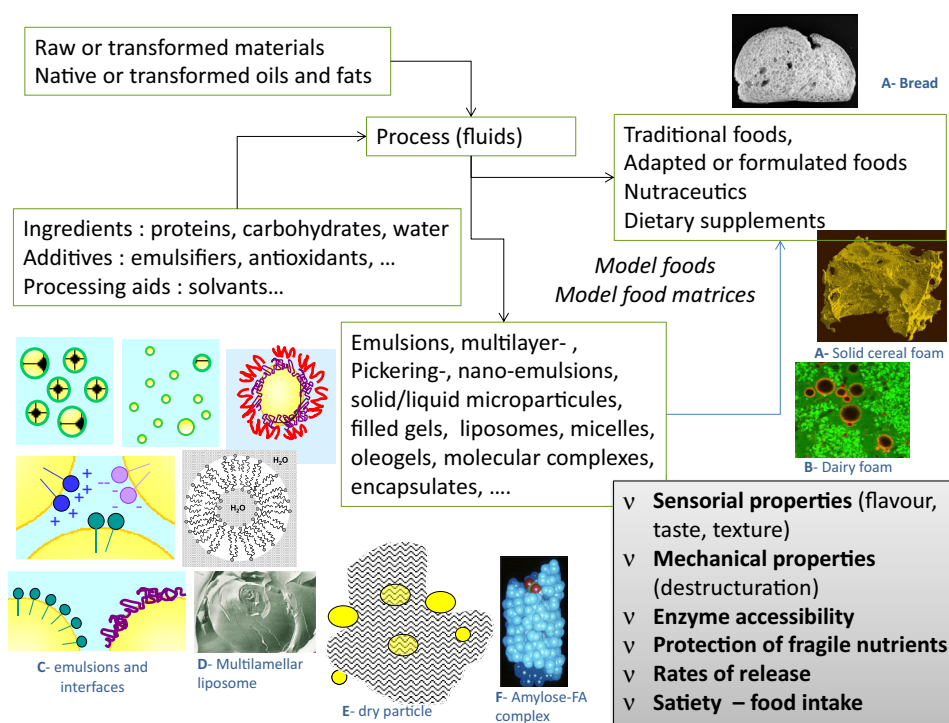 Raw or transformed materials
Native or transformed oils and fats
A- Bread
Process (fluids)
Traditional foods,
Adapted or formulated foods
Nutraceutics
Dietary supplements
Ingredients : proteins, carbohydrates, water
Additives : emulsifiers, antioxidants, ...
Processing aids : solvants...
Model foods
Model food matrices
A- Solid cereal foam
Emulsions, multilayer- ,
Pickering-, nano-emulsions,
solid/liquid microparticules,
filled gels, liposomes, micelles,
oleogels, molecular complexes,
encapsulates, ....
B- Dairy foam
H₂O
H₂O
+ + -- - + + - - + +
ν Sensorial properties (flavour,
taste, texture)
ν Mechanical properties
(destructuration)
ν Enzyme accessibility
ν Protection of fragile nutrients
ν Rates of release
ν Satiety – food intake
C- emulsions and
interfaces
D- Multilamellar
liposome
E- dry particle
F- Amylose-FA
complex